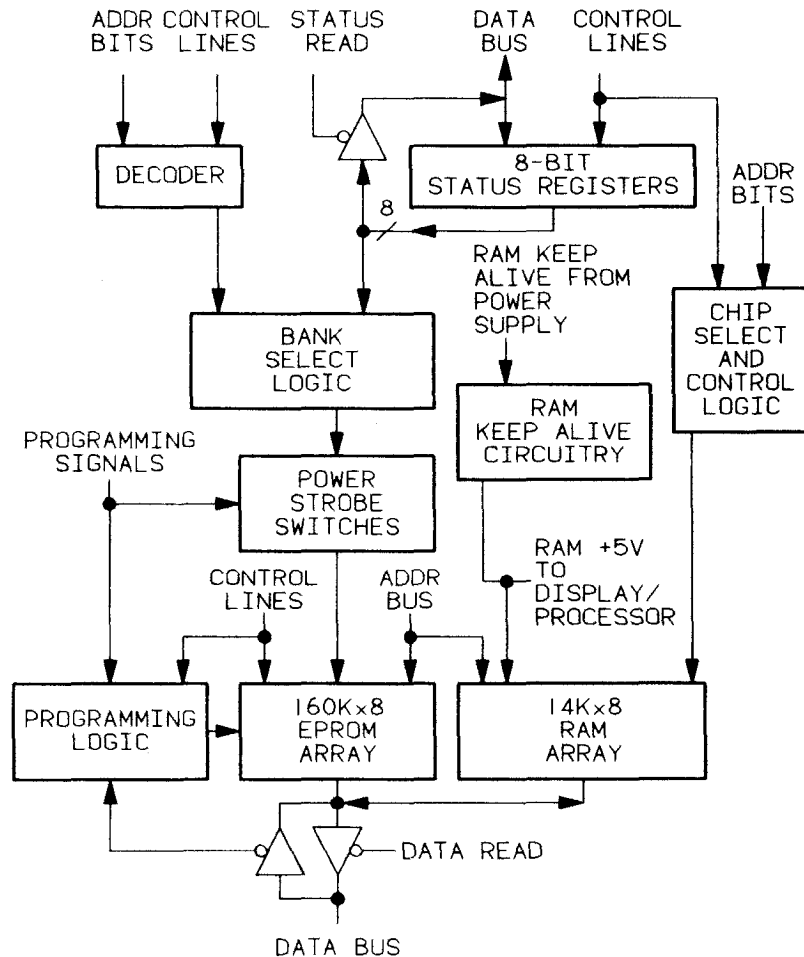 ADDR BITS
CONTROL LINES
STATUS READ
DATA BUS
CONTROL LINES
DECODER
8-BIT
STATUS REGISTERS
ADDR
BITS
8
RAM KEEP
ALIVE FROM
POWER
SUPPLY
BANK
SELECT
LOGIC
CHIP
SELECT
AND
CONTROL
LOGIC
RAM
KEEP ALIVE
CIRCUITRY
PROGRAMMING
SIGNALS
POWER
STROBE
SWITCHES
RAM +5V
TO
DISPLAY/
PROCESSOR
CONTROL
LINES
ADDR
BUS
PROGRAMMING
LOGIC
160K×8
EPROM
ARRAY
14K×8
RAM
ARRAY
DATA READ
DATA BUS